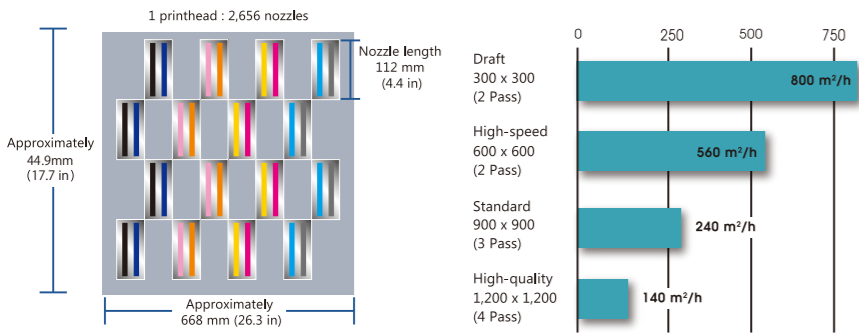 1 printhead : 2,656 nozzles
Nozzle length
112 mm
(4.4 in)
Approximately
44.9mm
(17.7 in)
Approximately
668 mm (26.3 in)
0
250
500
750
Draft
300 x 300
(2 Pass)
800 m²/h
High-speed
600 x 600
(2 Pass)
560 m²/h
Standard
900 x 900
(3 Pass)
240 m²/h
High-quality
1,200 x 1,200
(4 Pass)
140 m²/h